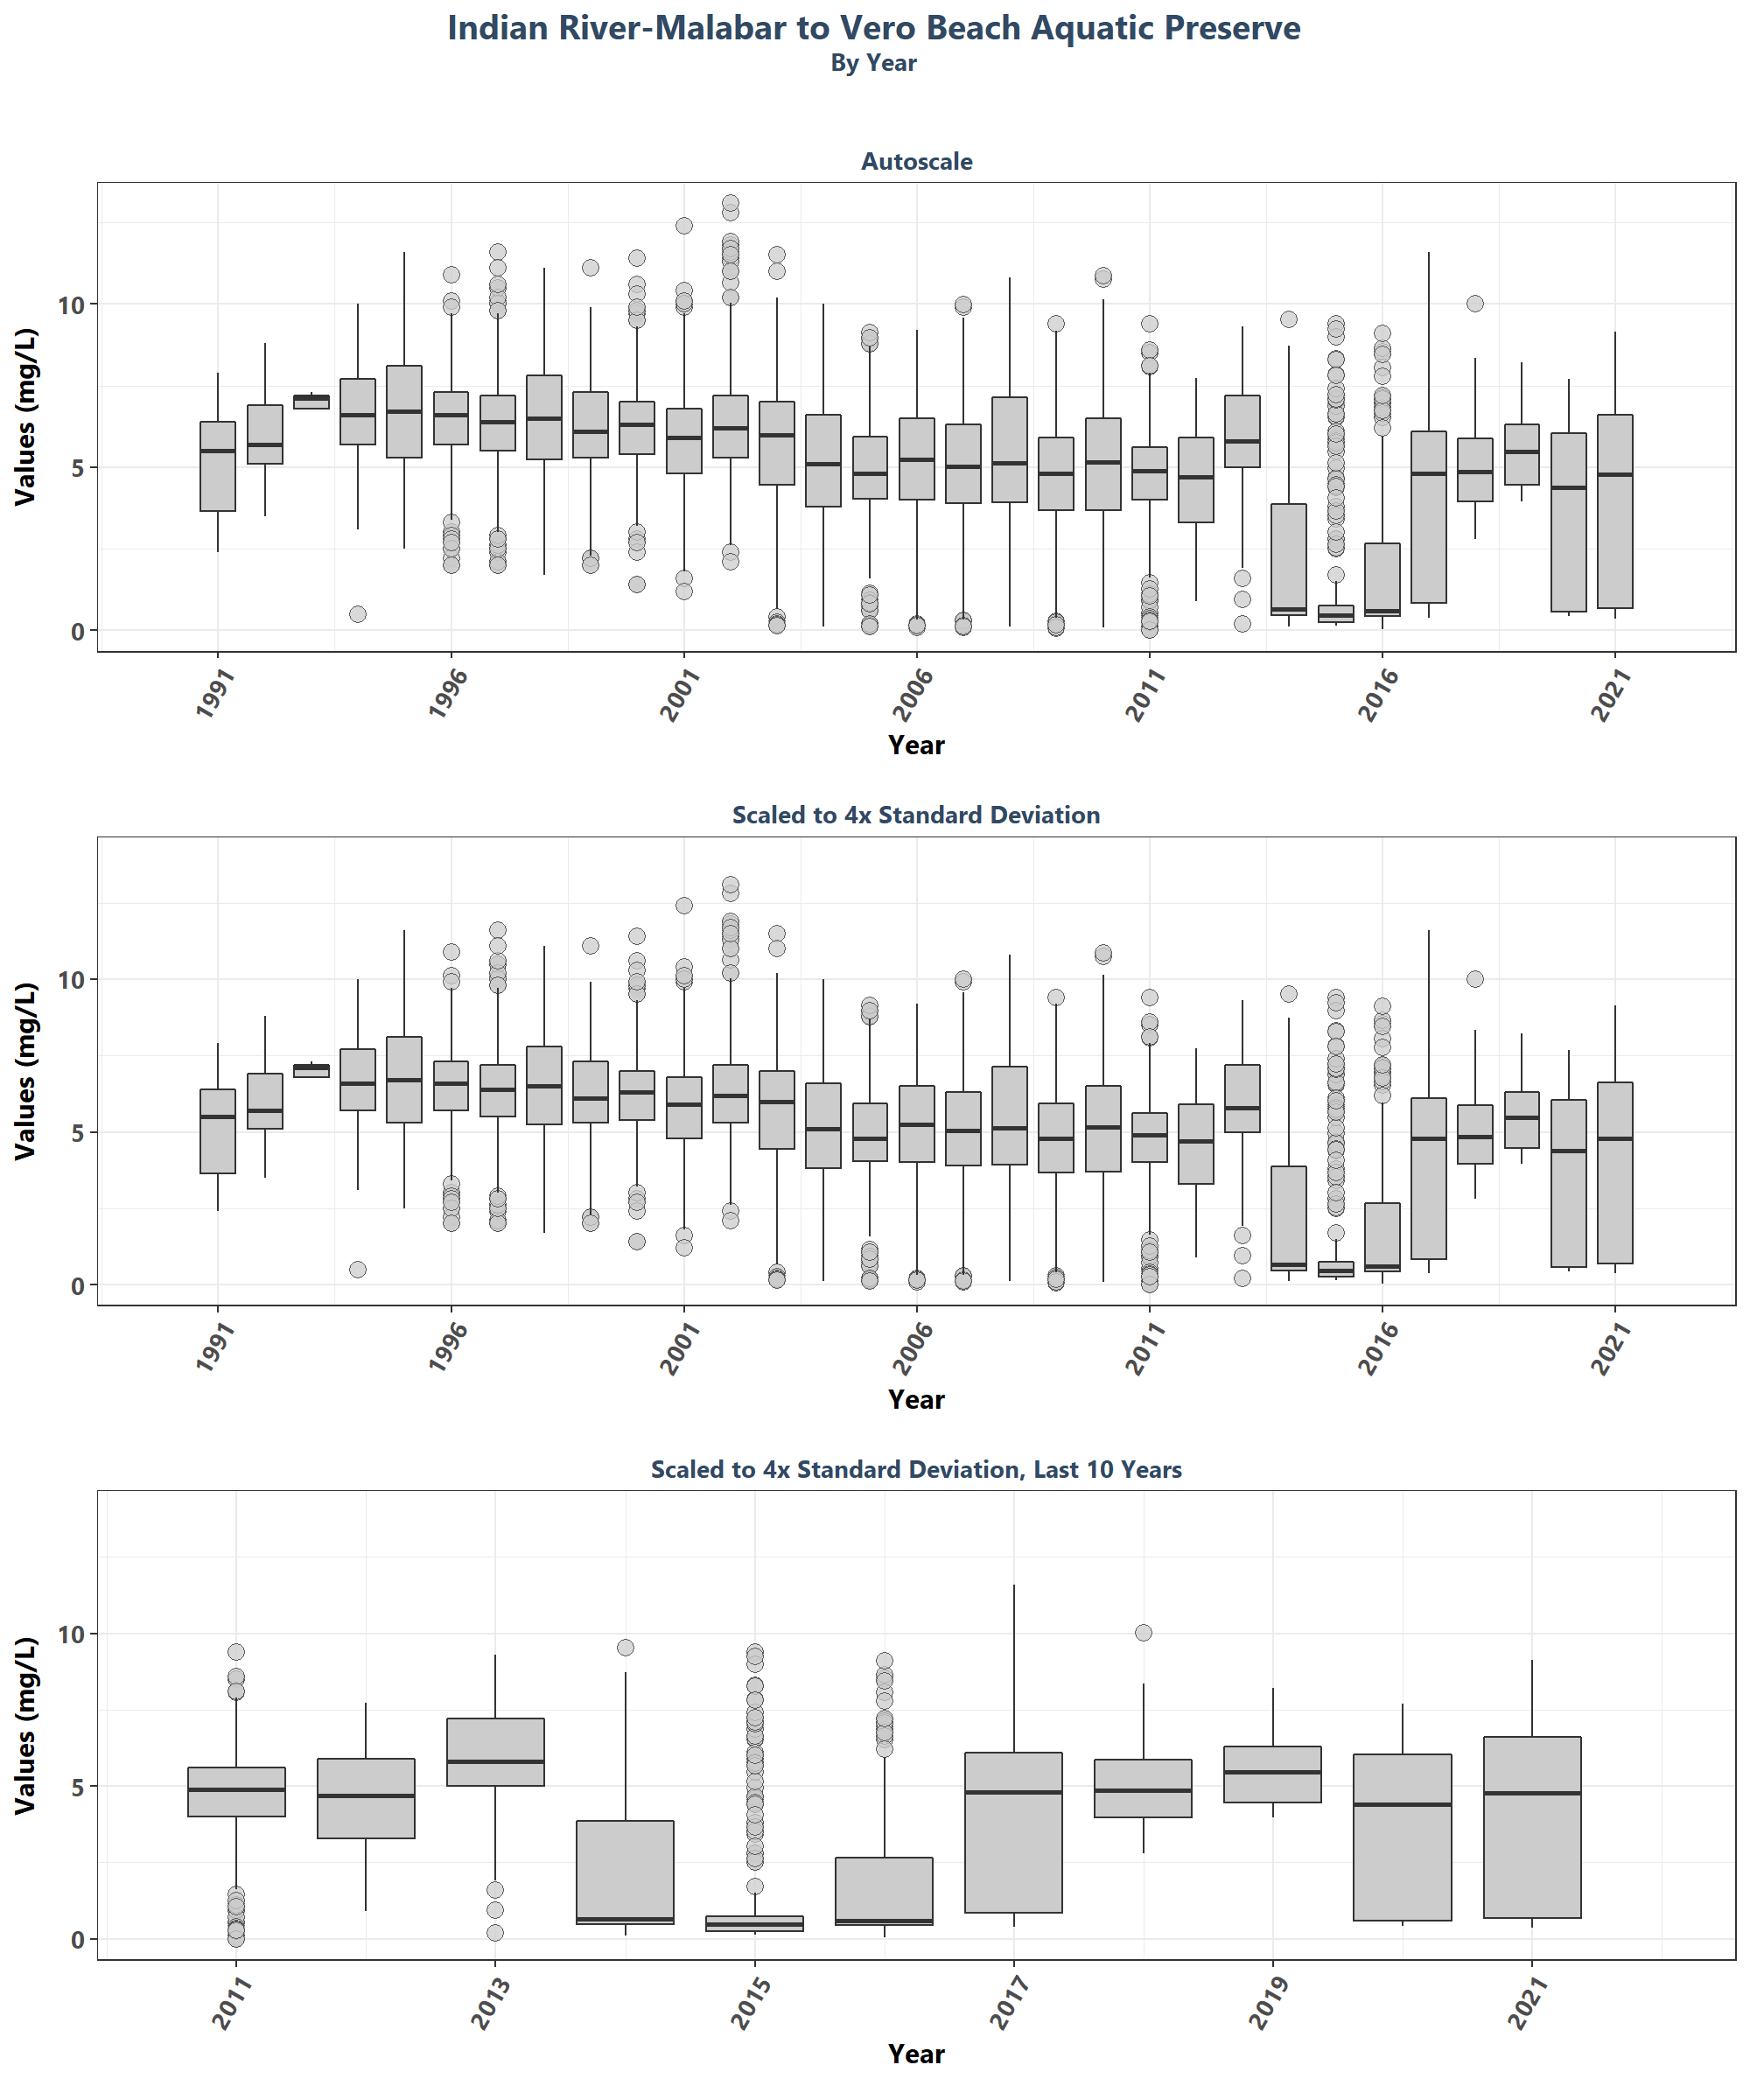 Indian River-Malabar to Vero Beach Aquatic Preserve
By Year
Autoscale
Values (mg/L)
10
5
0
1991
1996
2001
2006
2011
2016
2021
Year
Scaled to 4x Standard Deviation
Values (mg/L)
10
5
0
1991
1996
2001
2006
2011
2016
2021
Year
Scaled to 4x Standard Deviation, Last 10 Years
Values (mg/L)
10
5
0
2011
2013
2015
2017
2019
2021
Year